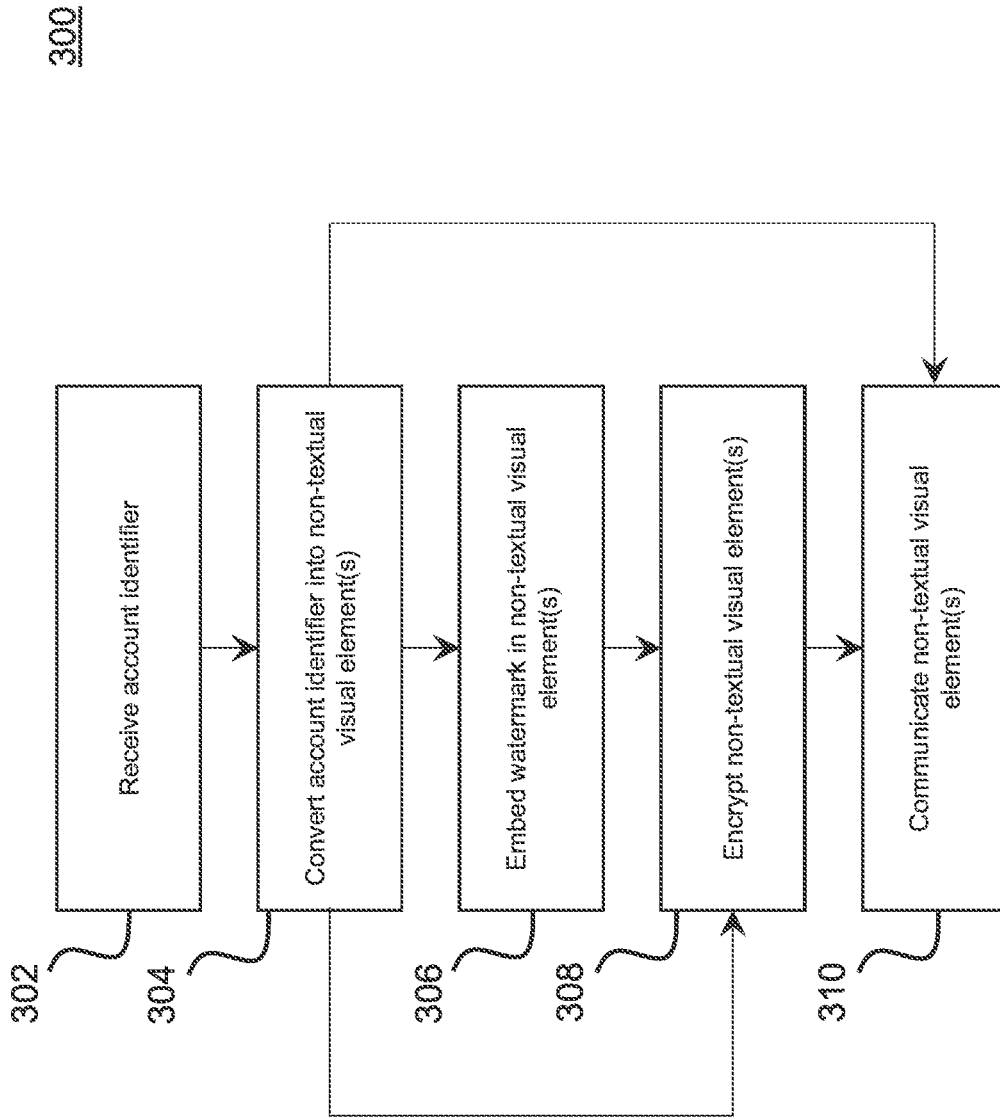 300
302
Receive account identifier
304
Convert account identifier into non-textual
visual element(s)
306
Embed watermark in non-textual visual
element(s)
308
Encrypt non-textual visual element(s)
310
Communicate non-textual visual
element(s)